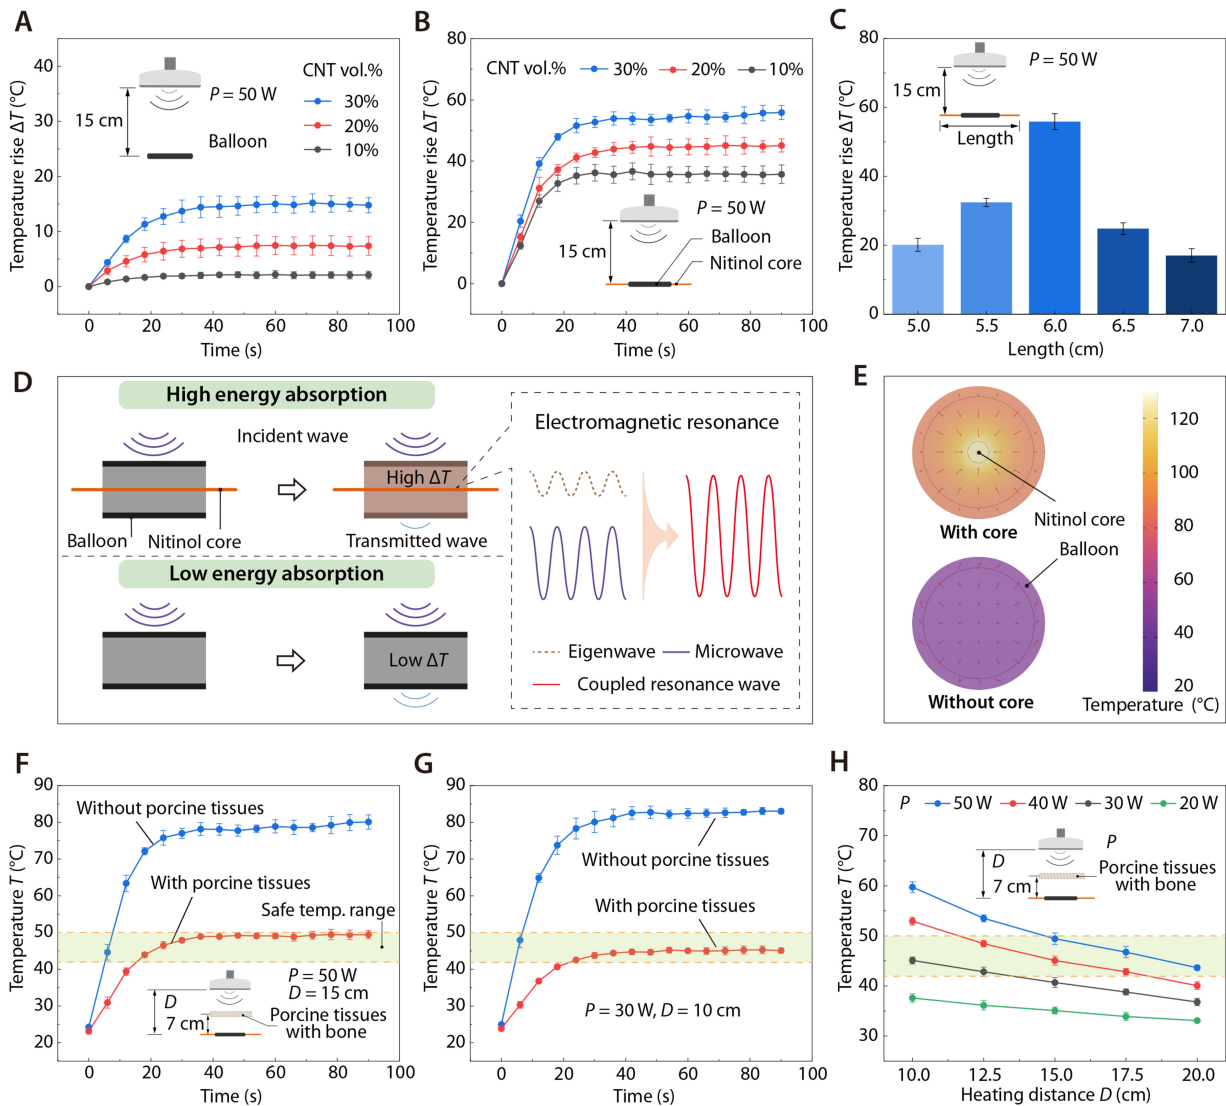 A
Temperature rise ΔT (°C)
40
30
20
10
0
0
20
40
60
80
100
Time (s)
15 cm
P = 50 W
Balloon
CNT vol.%
30%
20%
10%
B
Temperature rise ΔT (°C)
80
60
40
20
0
0
20
40
60
80
100
Time (s)
CNT vol.%
30%
20%
10%
P = 50 W
15 cm
Balloon
Nitinol core
C
Temperature rise ΔT (°C)
80
60
40
20
0
5.0
5.5
6.0
6.5
7.0
Length (cm)
P = 50 W
15 cm
Length
D
High energy absorption
Incident wave
High ΔT
Balloon
Nitinol core
Transmitted wave
Low energy absorption
Low ΔT
Electromagnetic resonance
Eigenwave
Microwave
Coupled resonance wave
E
With core
Nitinol core
Balloon
Without core
120
100
80
60
40
20
Temperature (°C)
F
Temperature T (°C)
90
80
70
60
50
40
30
20
0
20
40
60
80
100
Time (s)
Without porcine tissues
With porcine tissues
Safe temp. range
P = 50 W
D = 15 cm
D
7 cm
Porcine tissues
with bone
G
Temperature T (°C)
90
80
70
60
50
40
30
20
0
20
40
60
80
100
Time (s)
Without porcine tissues
With porcine tissues
P = 30 W, D = 10 cm
H
Temperature T (°C)
80
70
60
50
40
30
10.0
12.5
15.0
17.5
20.0
Heating distance D (cm)
P
50 W
40 W
30 W
20 W
D
P
7 cm
Porcine tissues
with bone